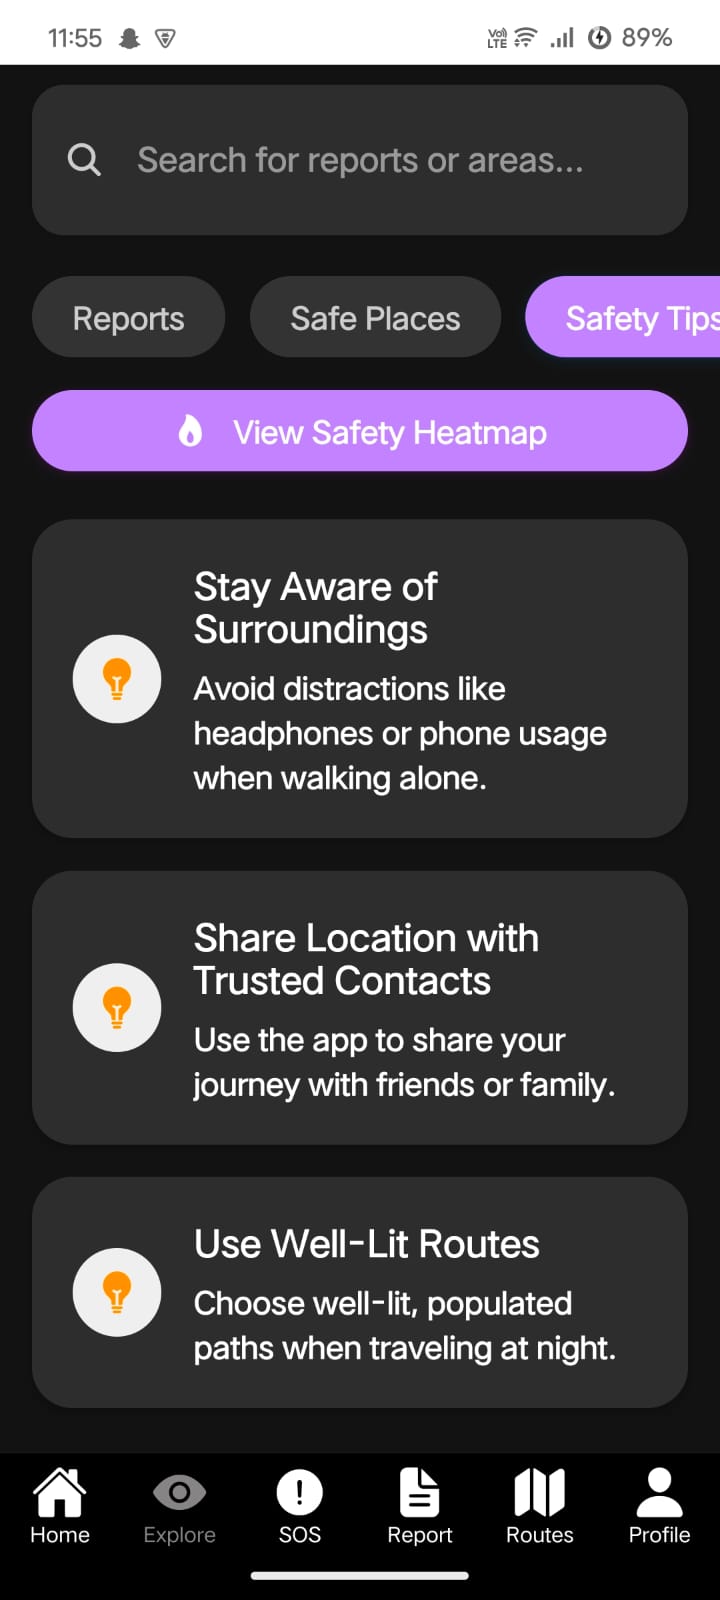 11:55
Vo))
LTE
89%
Search for reports or areas...
Reports
Safe Places
Safety Tips
View Safety Heatmap
Stay Aware of
Surroundings
Avoid distractions like
headphones or phone usage
when walking alone.
Share Location with
Trusted Contacts
Use the app to share your
journey with friends or family.
Use Well-Lit Routes
Choose well-lit, populated
paths when traveling at night.
Home
Explore
SOS
Report
Routes
Profile